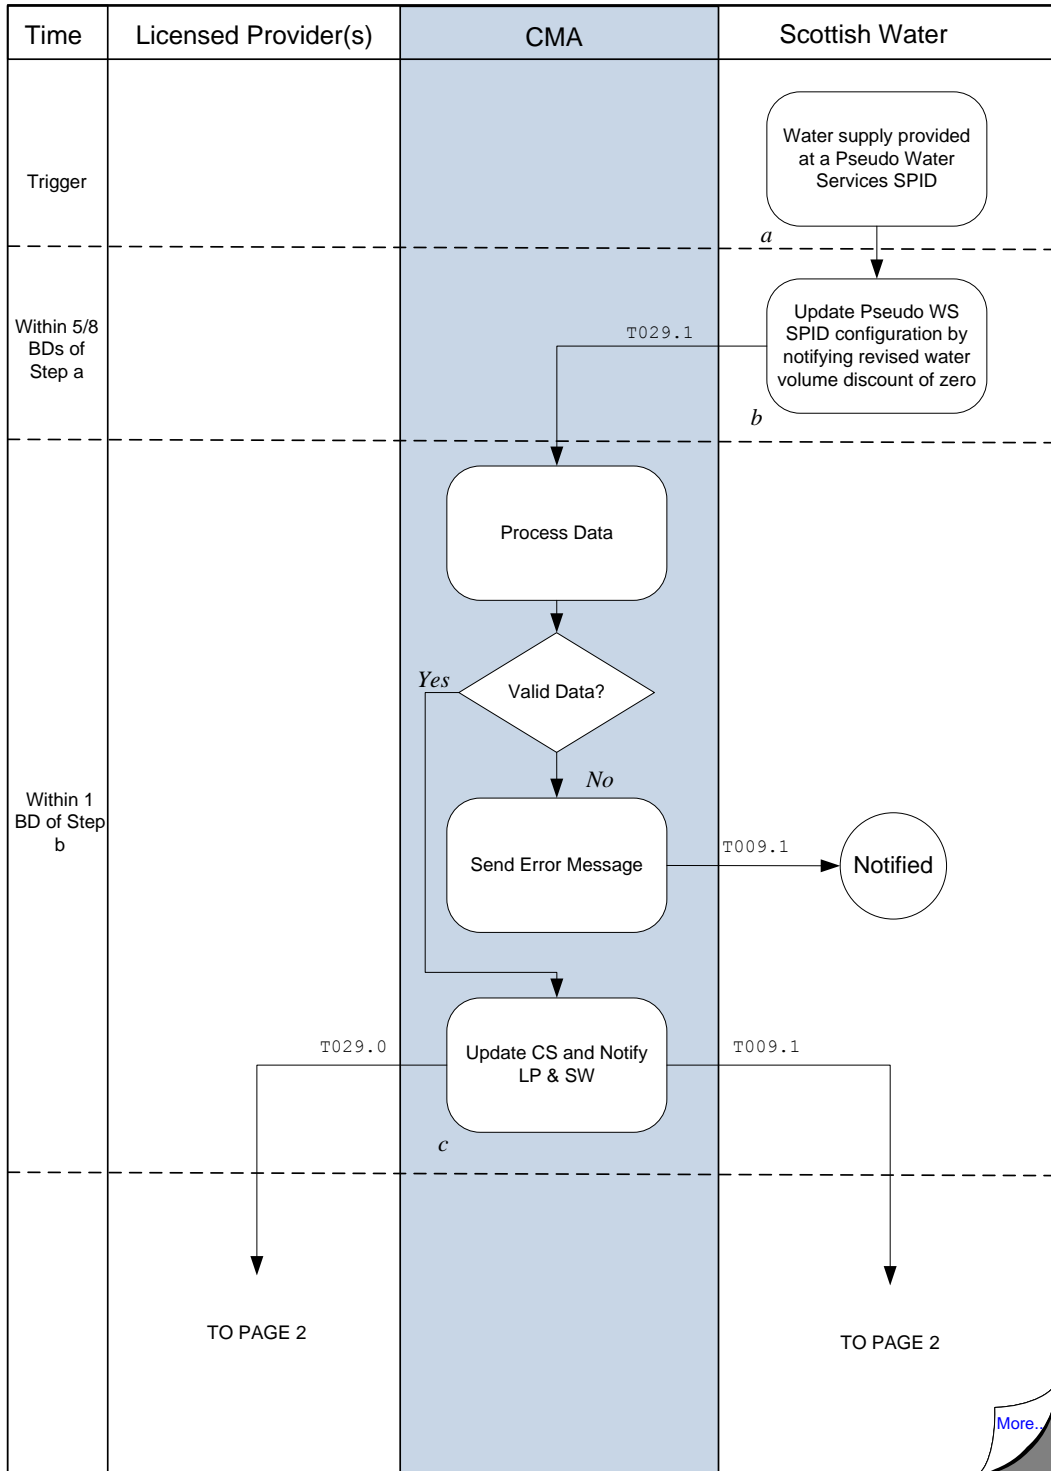 Time
Licensed Provider(s)
CMA
Scottish Water
Trigger
Water supply provided
at a Pseudo Water
Services SPID
a
Within 5/8
BDs of
Step a
Update Pseudo WS
SPID configuration by
notifying revised water
volume discount of zero
T029.1
b
Process Data
Valid Data?
Yes
No
Within 1
BD of Step
b
Send Error Message
T009.1
Notified
Update CS and Notify
LP & SW
T029.0
T009.1
c
TO PAGE 2
TO PAGE 2
More..